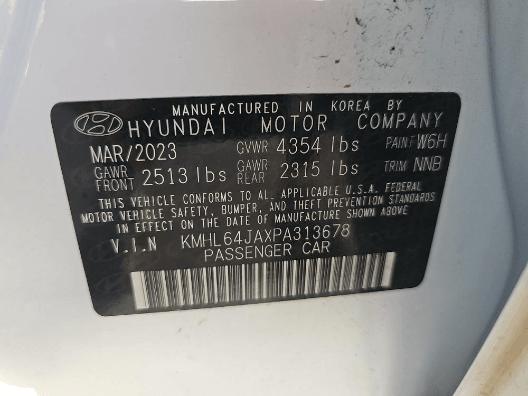 MANUFACTURED IN KOREA BY
HYUNDAI MOTOR COMPANY
MAR/2023 GVWR 4354 lbs PAINT W6H
GAWR FRONT 2513 lbs GAWR REAR 2315 lbs TRIM NNB
THIS VEHICLE CONFORMS TO ALL APPLICABLE U.S.A. FEDERAL
MOTOR VEHICLE SAFETY, BUMPER, AND THEFT PREVENTION STANDARDS
IN EFFECT ON THE DATE OF MANUFACTURE SHOWN ABOVE
V.I.N KMHL64JAXPA313678
PASSENGER CAR